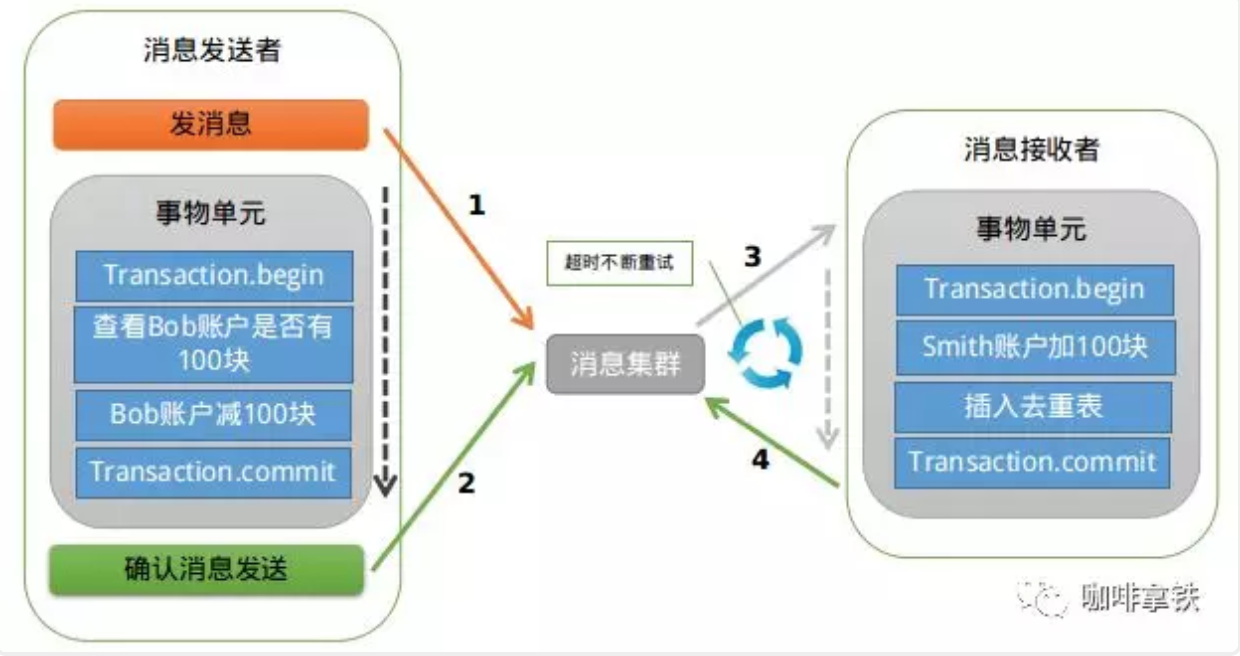 消息发送者
发消息
事物单元
Transaction.begin
查看Bob账户是否有
100块
Bob账户减100块
Transaction.commit
确认消息发送
1
2
超时不断重试
消息集群
3
4
消息接收者
事物单元
Transaction.begin
Smith账户加100块
插入去重表
Transaction.commit
咖啡拿铁